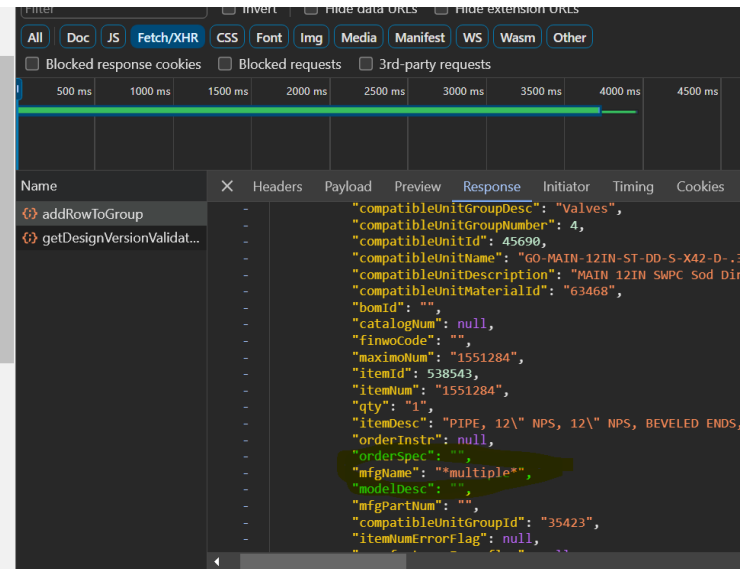 Filter Invert Hide data URLs Hide extension URLs
All Doc JS Fetch/XHR CSS Font Img Media Manifest WS Wasm Other
Blocked response cookies Blocked requests 3rd-party requests
500 ms 1000 ms 1500 ms 2000 ms 2500 ms 3000 ms 3500 ms 4000 ms 4500 ms
Name
Headers Payload Preview Response Initiator Timing Cookies
addRowToGroup
getDesignVersionValidat...
"compatibleUnitGroupDesc": "Valves",
"compatibleUnitGroupNumber": 4,
"compatibleUnitId": 45690,
"compatibleUnitName": "GO-MAIN-12IN-ST-DD-S-X42-D-.3
"compatibleUnitDescription": "MAIN 12IN SWPC Sod Dir
"compatibleUnitMaterialId": "63468",
"bomId": "",
"catalogNum": null,
"finwoCode": "",
"maximoNum": "1551284",
"itemId": 538543,
"itemNum": "1551284",
"qty": "1",
"itemDesc": "PIPE, 12\" NPS, 12\" NPS, BEVELED ENDS,
"orderInstr": null,
"orderSpec": "",
"mfgName": "*multiple*",
"modelDesc": "",
"mfgPartNum": "",
"compatibleUnitGroupId": "35423",
"itemNumErrorFlag": null,